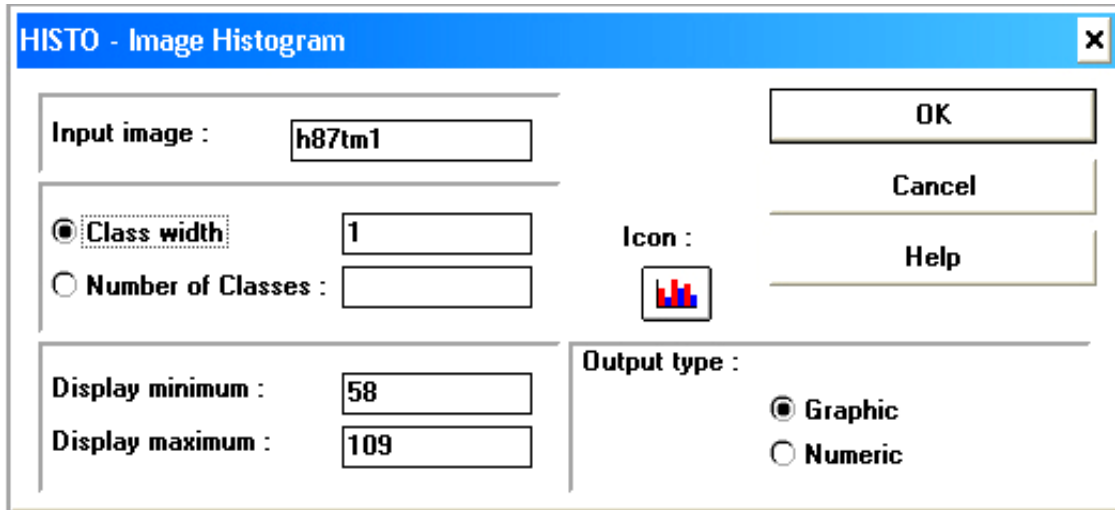 HISTO - Image Histogram
Input image :
h87tm1
OK
Cancel
Class width
1
Icon :
Help
Number of Classes :
Display minimum :
58
Display maximum :
109
Output type :
Graphic
Numeric